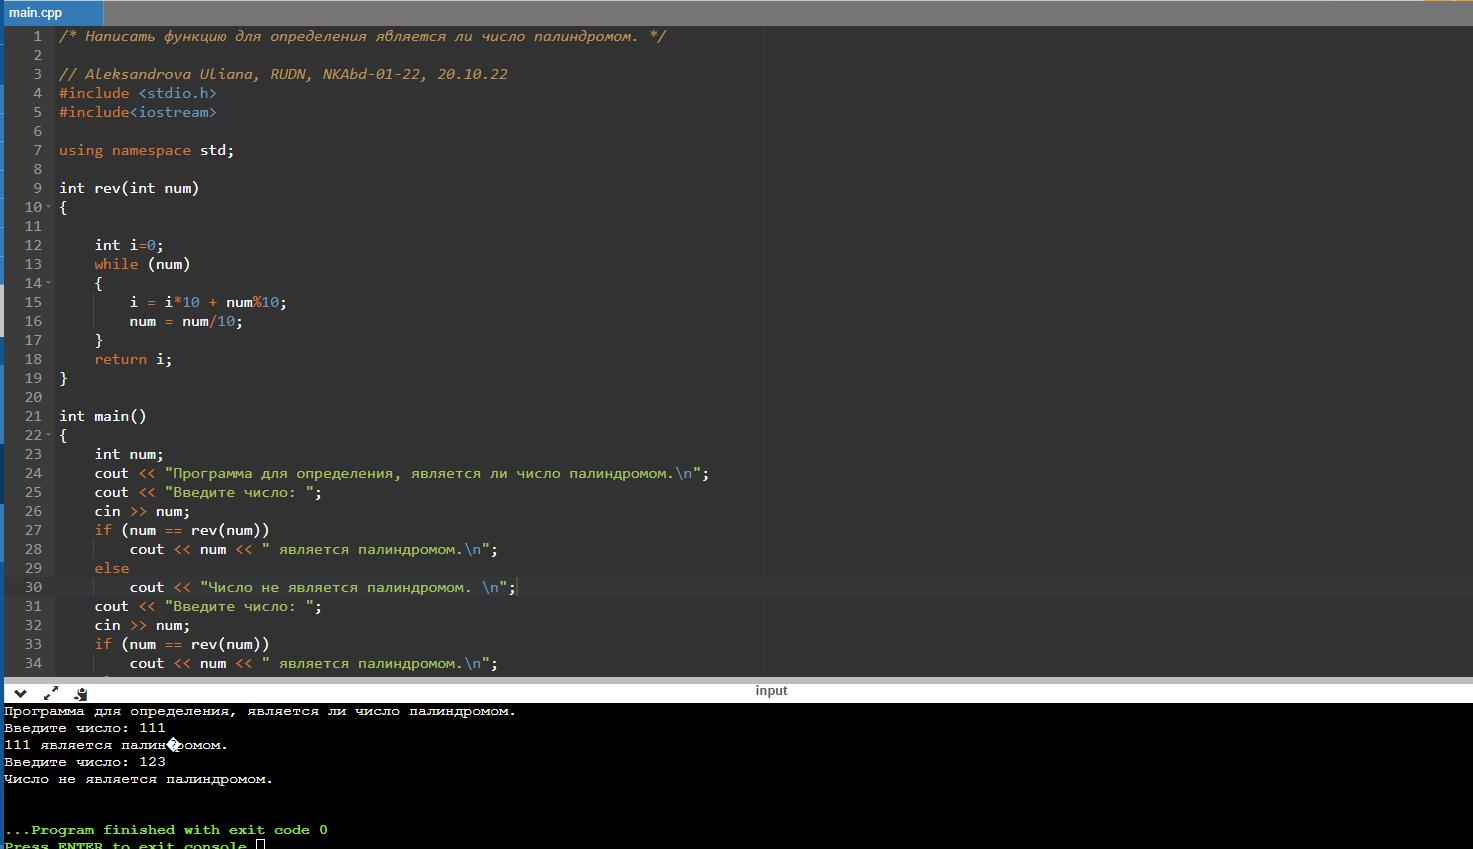 main.cpp
1 /* Написать функцию для определения является ли число палиндромом. */
2
3 // Aleksandrova Uliana, RUDN, NKAbd-01-22, 20.10.22
4 #include <stdio.h>
5 #include<iostream>
6
7 using namespace std;
8
9 int rev(int num)
10 {
11
12 int i=0;
13 while (num)
14 {
15 i = i*10 + num%10;
16 num = num/10;
17 }
18 return i;
19 }
20
21 int main()
22 {
23 int num;
24 cout << "Программа для определения, является ли число палиндромом.\n";
25 cout << "Введите число: ";
26 cin >> num;
27 if (num == rev(num))
28 cout << num << " является палиндромом.\n";
29 else
30 cout << "Число не является палиндромом. \n";
31 cout << "Введите число: ";
32 cin >> num;
33 if (num == rev(num))
34 cout << num << " является палиндромом.\n";
input
Программа для определения, является ли число палиндромом.
Введите число: 111
111 является палин�ромом.
Введите число: 123
Число не является палиндромом.
...Program finished with exit code 0
Press ENTER to exit console.